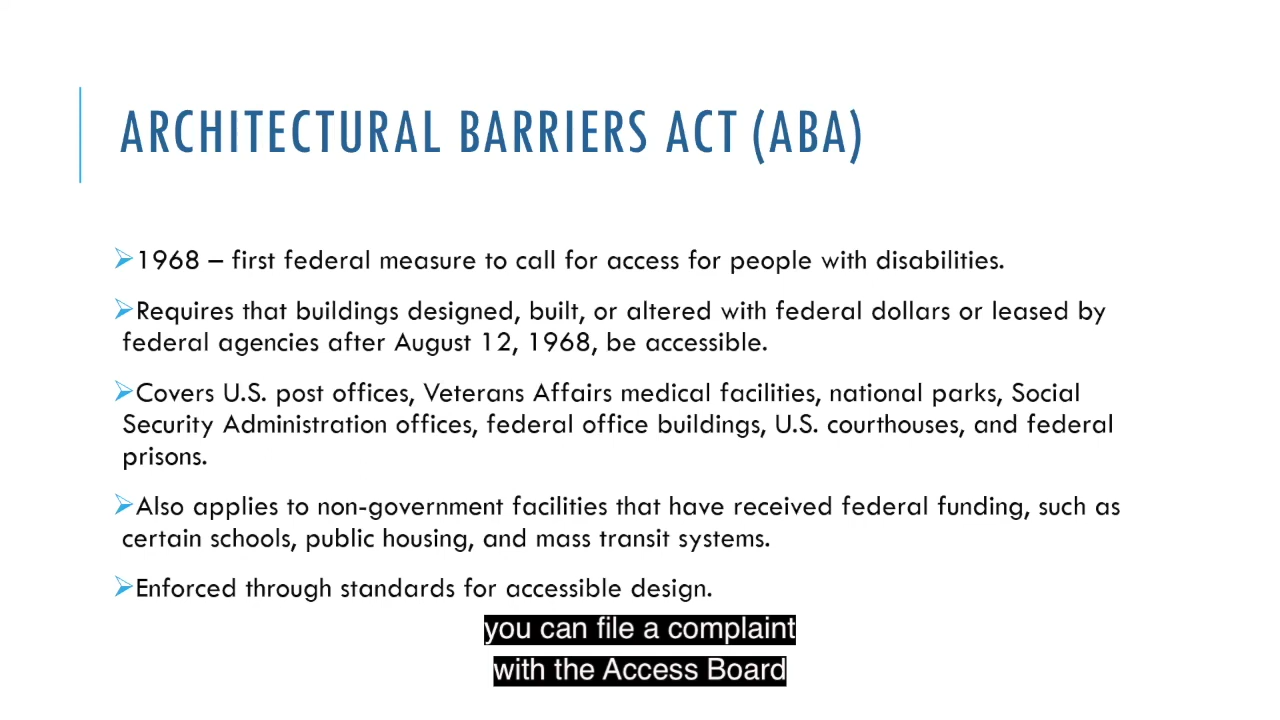 ARCHITECTURAL BARRIERS ACT (ABA)
➢1968 – first federal measure to call for access for people with disabilities.
➢Requires that buildings designed, built, or altered with federal dollars or leased by
federal agencies after August 12, 1968, be accessible.
➢Covers U.S. post offices, Veterans Affairs medical facilities, national parks, Social
Security Administration offices, federal office buildings, U.S. courthouses, and federal
prisons.
➢Also applies to non-government facilities that have received federal funding, such as
certain schools, public housing, and mass transit systems.
➢Enforced through standards for accessible design.
you can file a complaint
with the Access Board